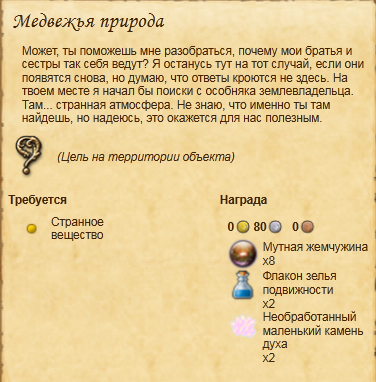 Медвежья природа
Может, ты поможешь мне разобраться, почему мои братья и
сестры так себя ведут? Я останусь тут на тот случай, если они
появятся снова, но думаю, что ответы кроются не здесь. На
твоем месте я начал бы поиски с особняка землевладельца.
Там... странная атмосфера. Не знаю, что именно ты там
найдешь, но надеюсь, это окажется для нас полезным.
(Цель на территории объекта)
Требуется
Странное
вещество
Награда
0 80 0
Мутная жемчужина
x8
Флакон зелья
подвижности
x2
Необработанный
маленький камень
духа
x2